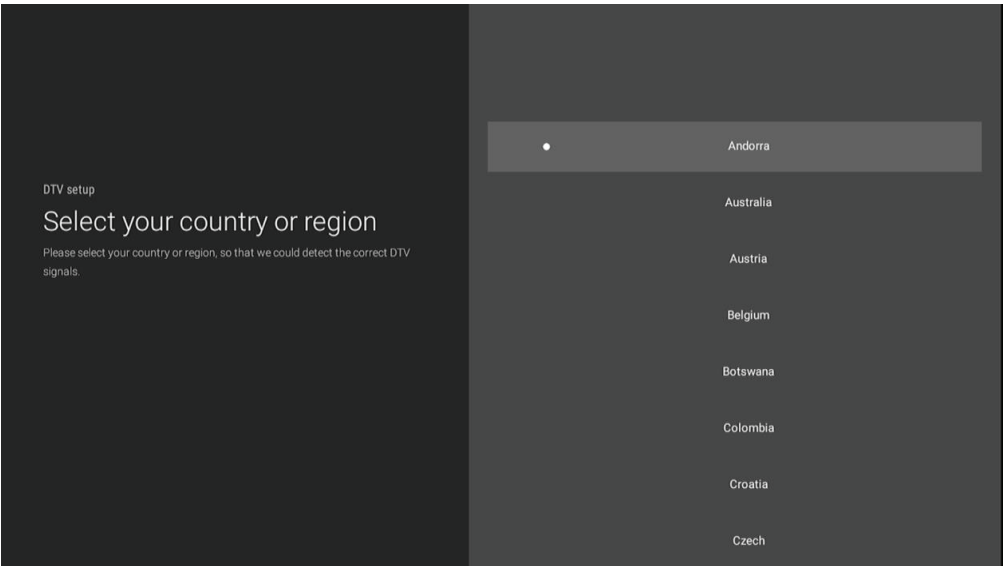 DTV setup
Select your country or region
Please select your country or region, so that we could detect the correct DTV
signals.
Andorra
Australia
Austria
Belgium
Botswana
Colombia
Croatia
Czech